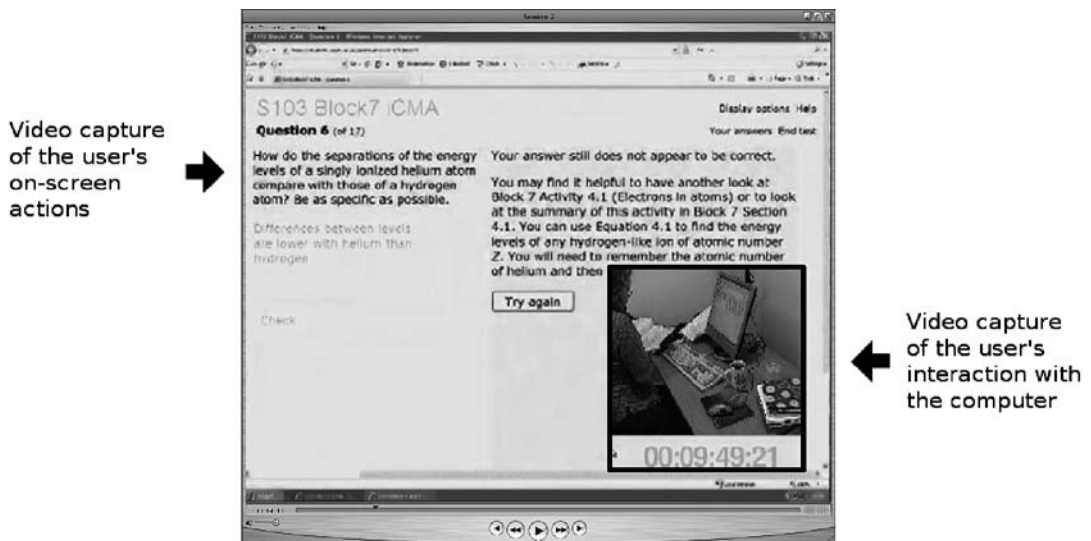 Session 2
S103 Block7 iCMA
Display options Help
Question 6 (of 17)
Your answers End test
How do the separations of the energy
levels of a singly ionized helium atom
compare with those of a hydrogen
atom? Be as specific as possible.
Differences between levels
are lower with helium than
hydrogen
Check
Your answer still does not appear to be correct.
You may find it helpful to have another look at
Block 7 Activity 4.1 (Electrons in atoms) or to look
at the summary of this activity in Block 7 Section
4.1. You can use Equation 4.1 to find the energy
levels of any hydrogen-like ion of atomic number
Z. You will need to remember the atomic number
of helium and then
Try again
00:09:49:21
Video capture
of the user's
on-screen
actions
Video capture
of the user's
interaction with
the computer